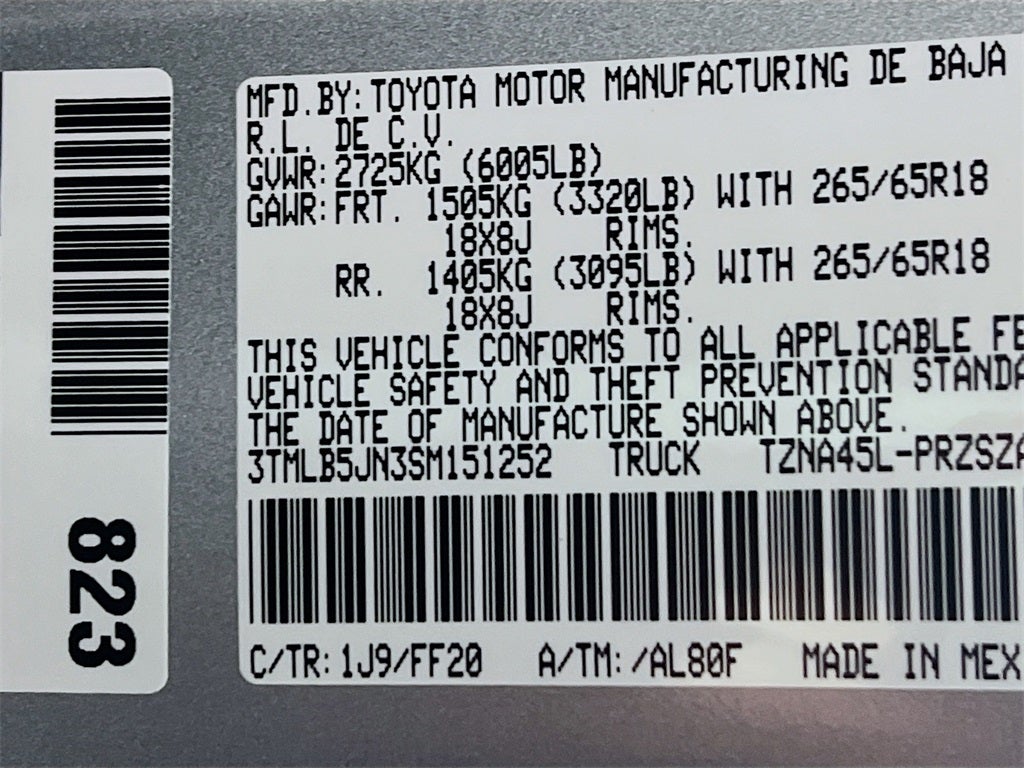 MFD.BY:TOYOTA MOTOR MANUFACTURING DE BAJA
R.L. DE C.V.
GVWR:2725KG (6005LB)
GAWR:FRT. 1505KG (3320LB) WITH 265/65R18
18X8J RIMS.
RR. 1405KG (3095LB) WITH 265/65R18
18X8J RIMS.
THIS VEHICLE CONFORMS TO ALL APPLICABLE FE
VEHICLE SAFETY AND THEFT PREVENTION STANDA
THE DATE OF MANUFACTURE SHOWN ABOVE.
3TMLB5JN3SM151252 TRUCK TZNA45L-PRZSZA
C/TR:1J9/FF20 A/TM:/AL80F MADE IN MEX
823